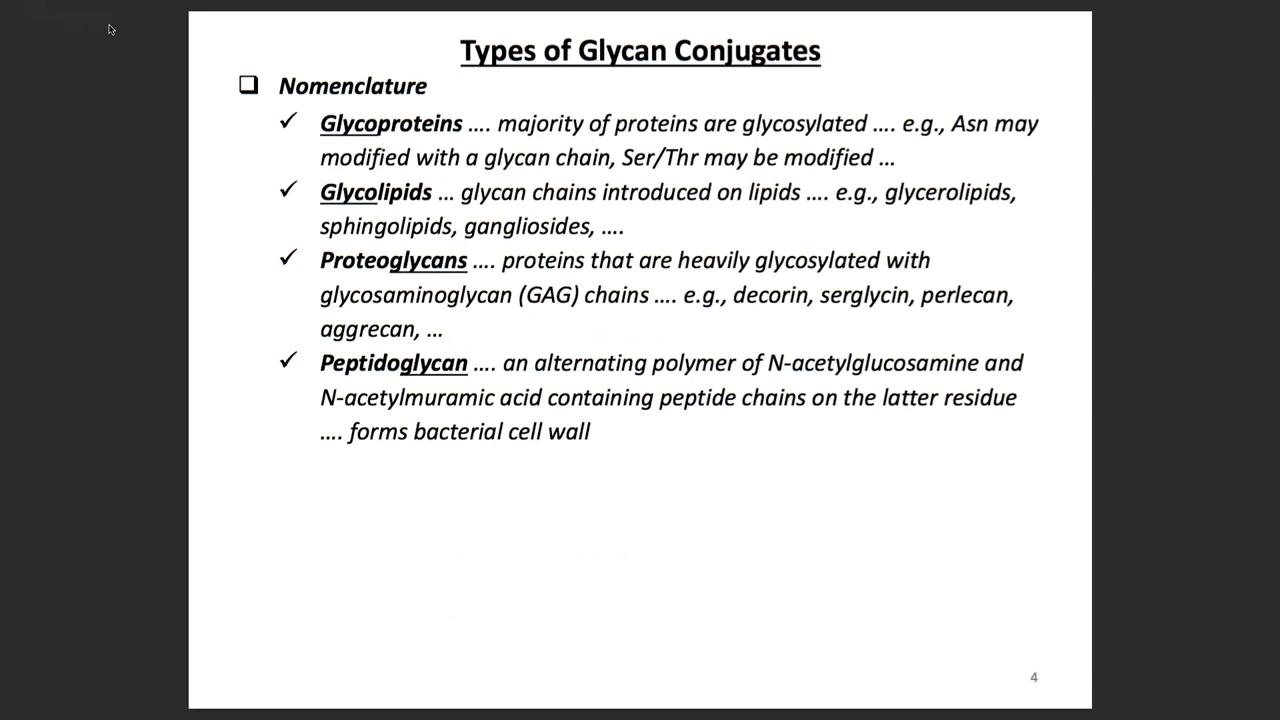 Types of Glycan Conjugates
Nomenclature
Glycoproteins .... majority of proteins are glycosylated .... e.g., Asn may
modified with a glycan chain, Ser/Thr may be modified ...
Glycolipids ... glycan chains introduced on lipids .... e.g., glycerolipids,
sphingolipids, gangliosides, ....
Proteoglycans .... proteins that are heavily glycosylated with
glycosaminoglycan (GAG) chains .... e.g., decorin, serglycin, perlecan,
aggrecan, ...
Peptidoglycan .... an alternating polymer of N-acetylglucosamine and
N-acetylmuramic acid containing peptide chains on the latter residue
.... forms bacterial cell wall
4